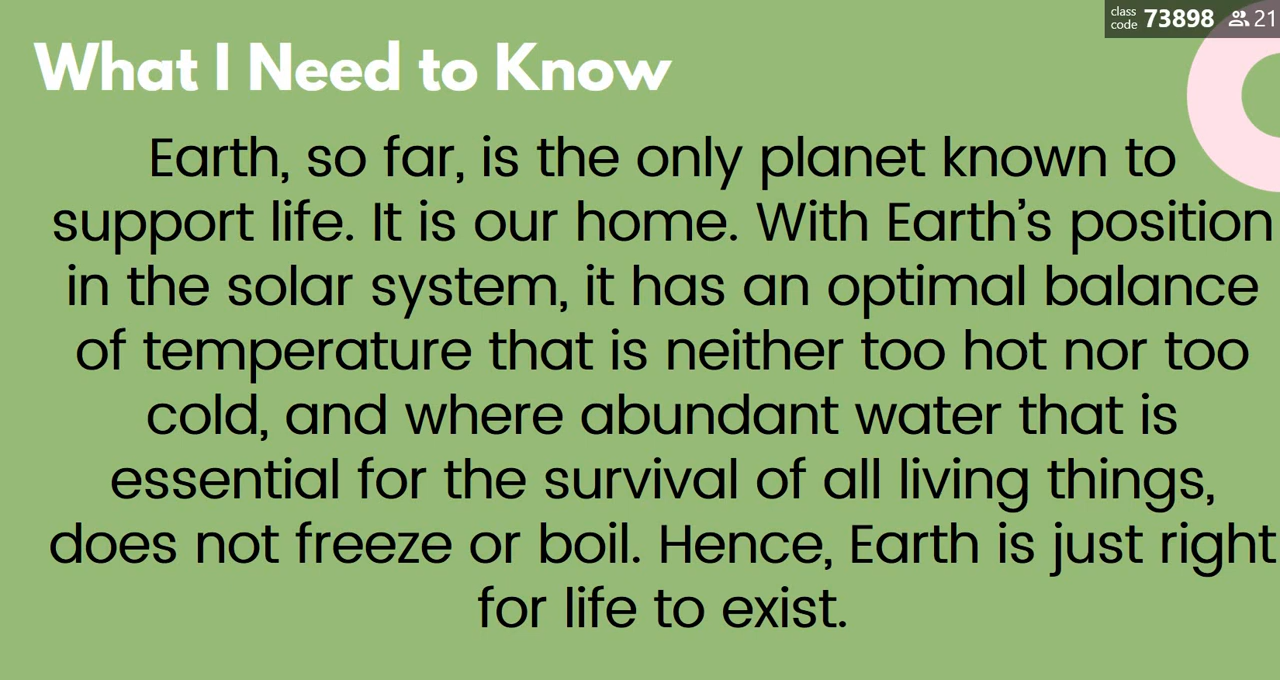 class
code 73898 21
What I Need to Know
Earth, so far, is the only planet known to
support life. It is our home. With Earth’s position
in the solar system, it has an optimal balance
of temperature that is neither too hot nor too
cold, and where abundant water that is
essential for the survival of all living things,
does not freeze or boil. Hence, Earth is just right
for life to exist.